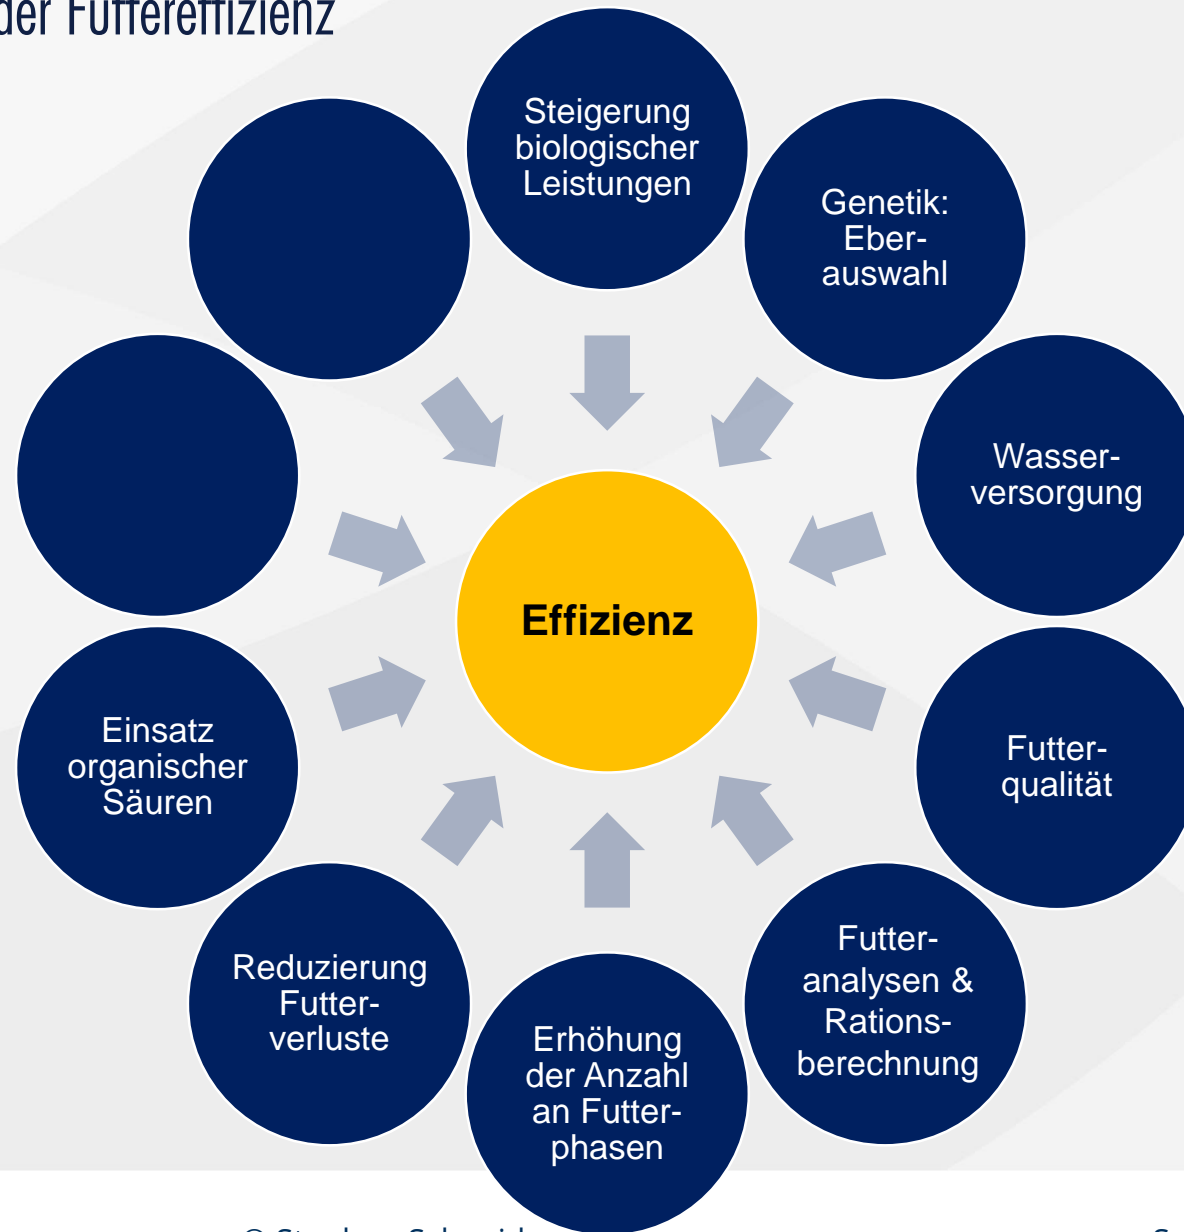 der Futtereffizienz
Steigerung
biologischer
Leistungen
Genetik:
Eber-
auswahl
Wasser-
versorgung
Futter-
qualität
Futter-
analysen &
Rations-
berechnung
Erhöhung
der Anzahl
an Futter-
phasen
Reduzierung
Futter-
verluste
Einsatz
organischer
Säuren
Effizienz